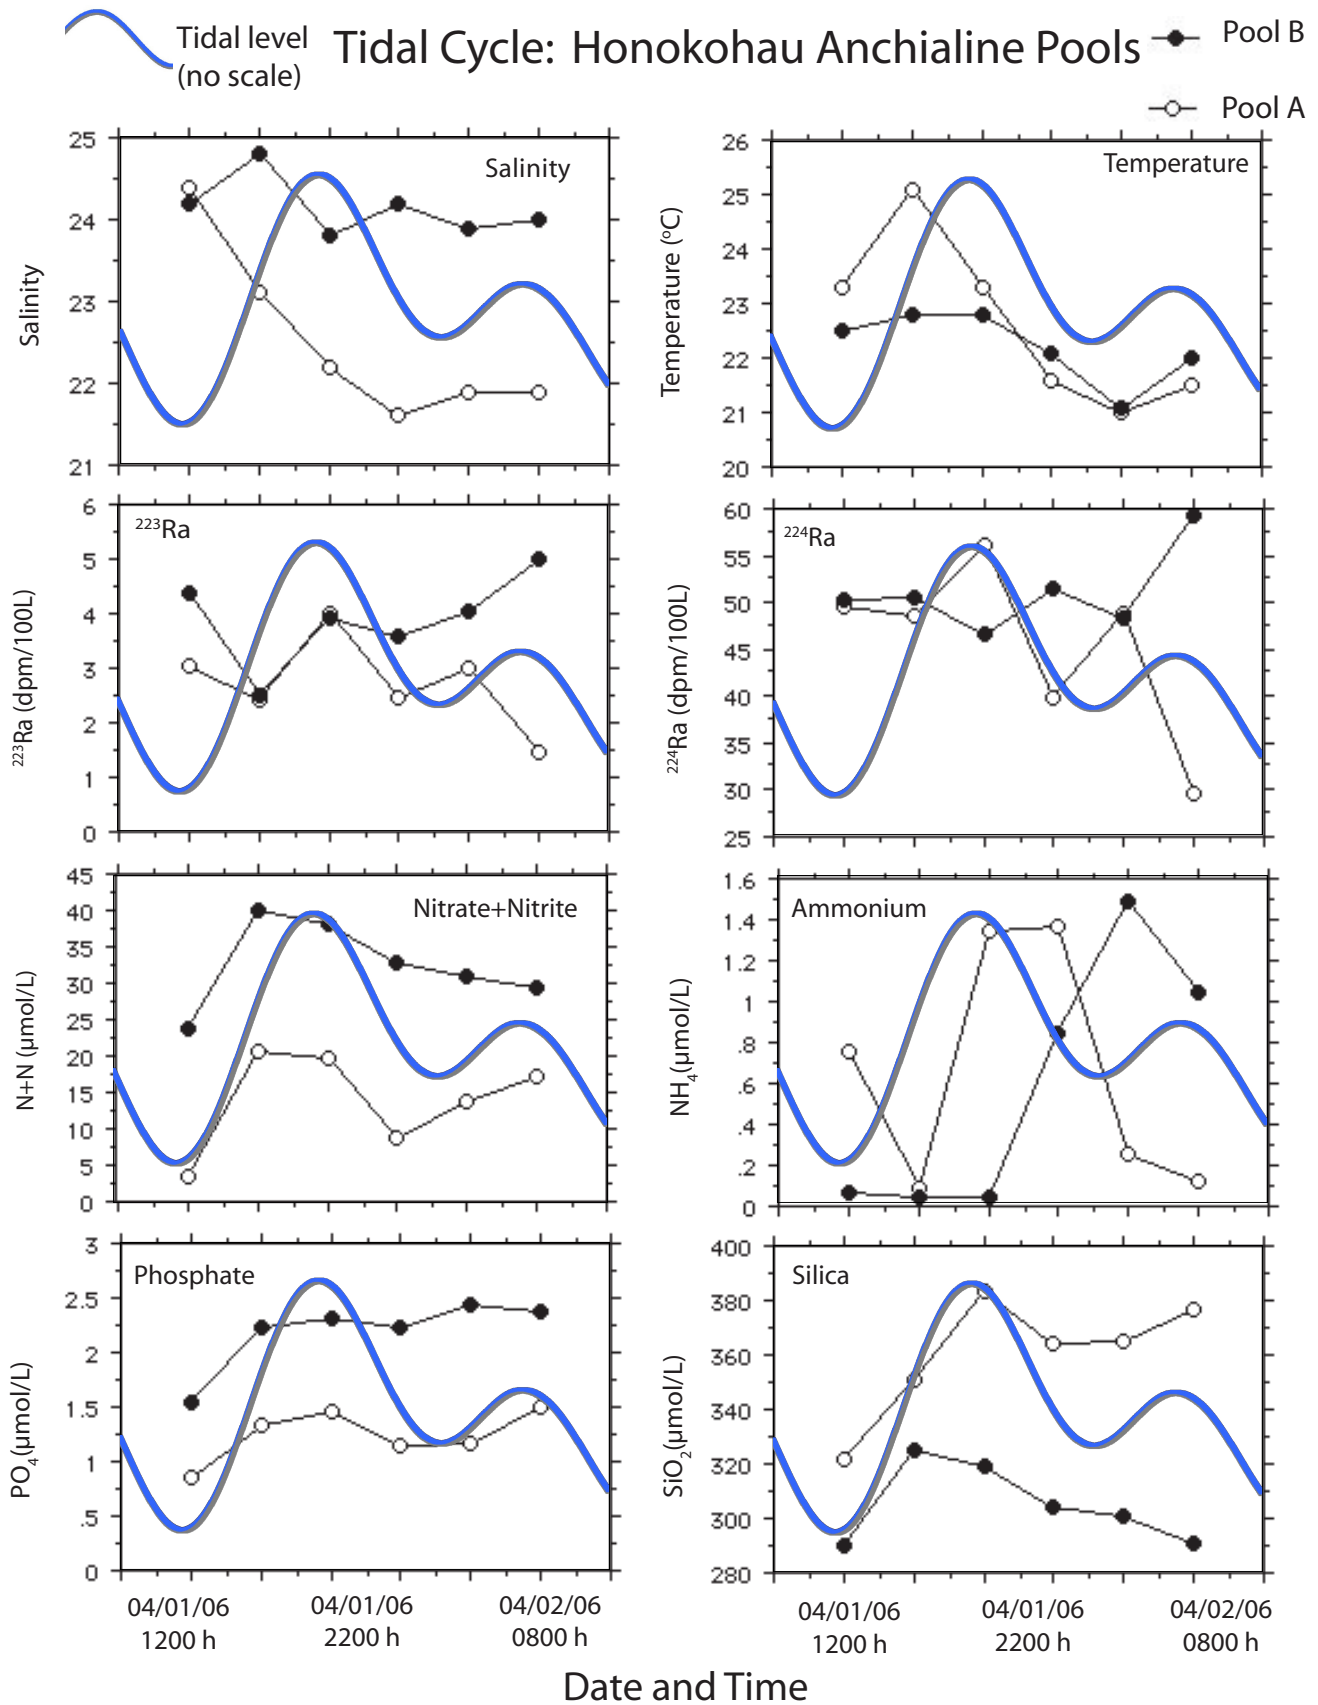 Tidal level
(no scale)
Tidal Cycle: Honokohau Anchialine Pools
Pool B
Pool A
25
24
23
22
21
Salinity
Salinity
26
25
24
23
22
21
20
Temperature (ºC)
Temperature
6
5
4
3
2
1
0
²²³Ra (dpm/100L)
²²³Ra
60
55
50
45
40
35
30
25
²²⁴Ra (dpm/100L)
²²⁴Ra
45
40
35
30
25
20
15
10
5
0
N+N (µmol/L)
Nitrate+Nitrite
1.6
1.4
1.2
1
.8
.6
.4
.2
0
NH₄(µmol/L)
Ammonium
3
2.5
2
1.5
1
.5
0
PO₄(µmol/L)
Phosphate
400
380
360
340
320
300
280
SiO₂(µmol/L)
Silica
04/01/06
1200 h
04/01/06
2200 h
04/02/06
0800 h
04/01/06
1200 h
04/01/06
2200 h
04/02/06
0800 h
Date and Time